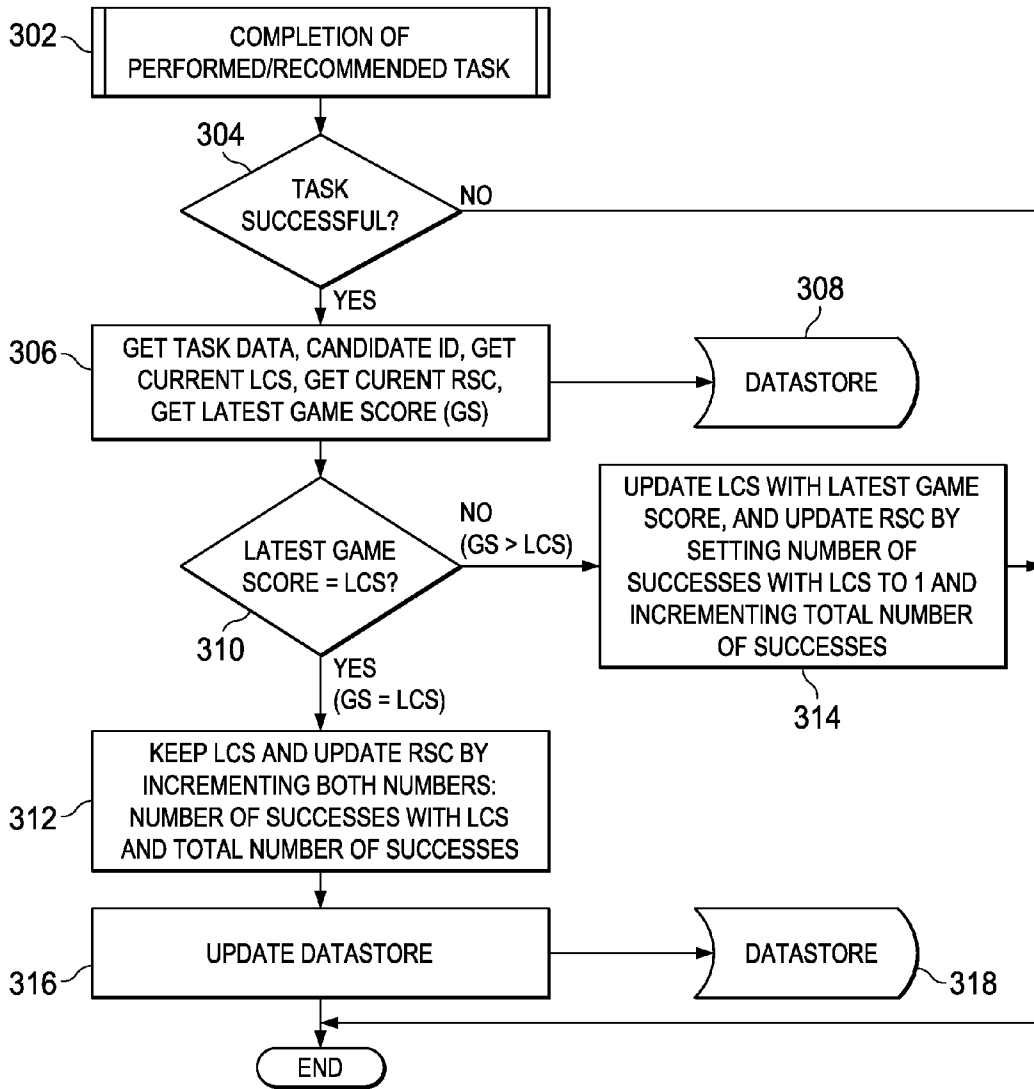 302
COMPLETION OF
PERFORMED/RECOMMENDED TASK
304
TASK
SUCCESSFUL?
NO
YES
306
GET TASK DATA, CANDIDATE ID, GET
CURRENT LCS, GET CURENT RSC,
GET LATEST GAME SCORE (GS)
308
DATASTORE
LATEST GAME
SCORE = LCS?
310
NO
(GS > LCS)
UPDATE LCS WITH LATEST GAME
SCORE, AND UPDATE RSC BY
SETTING NUMBER OF
SUCCESSES WITH LCS TO 1 AND
INCREMENTING TOTAL NUMBER
OF SUCCESSES
314
YES
(GS = LCS)
312
KEEP LCS AND UPDATE RSC BY
INCREMENTING BOTH NUMBERS:
NUMBER OF SUCCESSES WITH LCS
AND TOTAL NUMBER OF SUCCESSES
316
UPDATE DATASTORE
DATASTORE
318
END